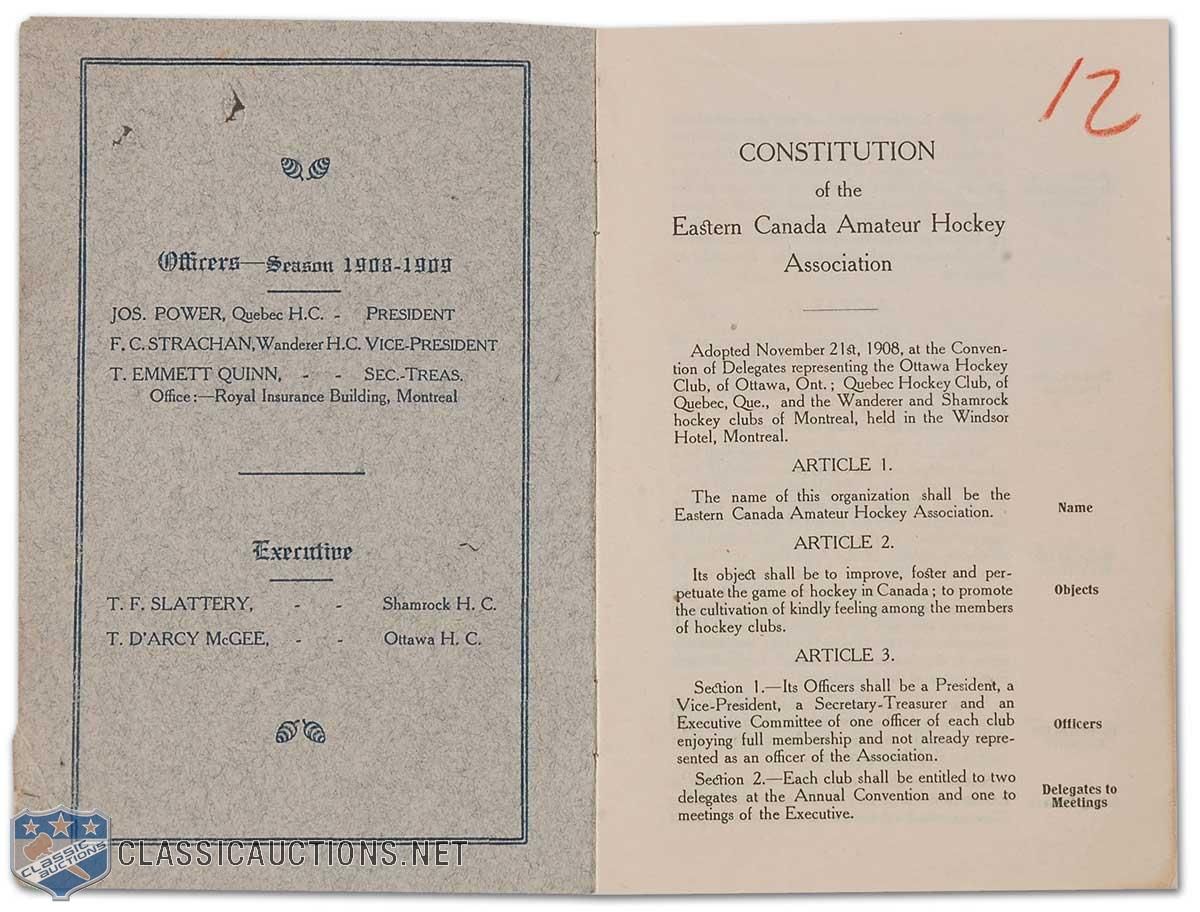 Officers—Season 1908-1909
JOS. POWER, Quebec H.C. - PRESIDENT
F. C. STRACHAN, Wanderer H.C. VICE-PRESIDENT
T. EMMETT QUINN, - - SEC.-TREAS.
Office:—Royal Insurance Building, Montreal
Executive
T. F. SLATTERY, - - Shamrock H. C.
T. D'ARCY McGEE, - - Ottawa H. C.
CLASSIC
AUCTIONS
CLASSICAUCTIONS.NET
12
CONSTITUTION
of the
Eastern Canada Amateur Hockey
Association
Adopted November 21st, 1908, at the Conven-
tion of Delegates representing the Ottawa Hockey
Club, of Ottawa, Ont.; Quebec Hockey Club, of
Quebec, Que., and the Wanderer and Shamrock
hockey clubs of Montreal, held in the Windsor
Hotel, Montreal.
ARTICLE 1.
The name of this organization shall be the
Eastern Canada Amateur Hockey Association.
Name
ARTICLE 2.
Its object shall be to improve, foster and per-
petuate the game of hockey in Canada; to promote
the cultivation of kindly feeling among the members
of hockey clubs.
Objects
ARTICLE 3.
Section 1.—Its Officers shall be a President, a
Vice-President, a Secretary-Treasurer and an
Executive Committee of one officer of each club
enjoying full membership and not already repre-
sented as an officer of the Association.
Officers
Section 2.—Each club shall be entitled to two
delegates at the Annual Convention and one to
meetings of the Executive.
Delegates to
Meetings